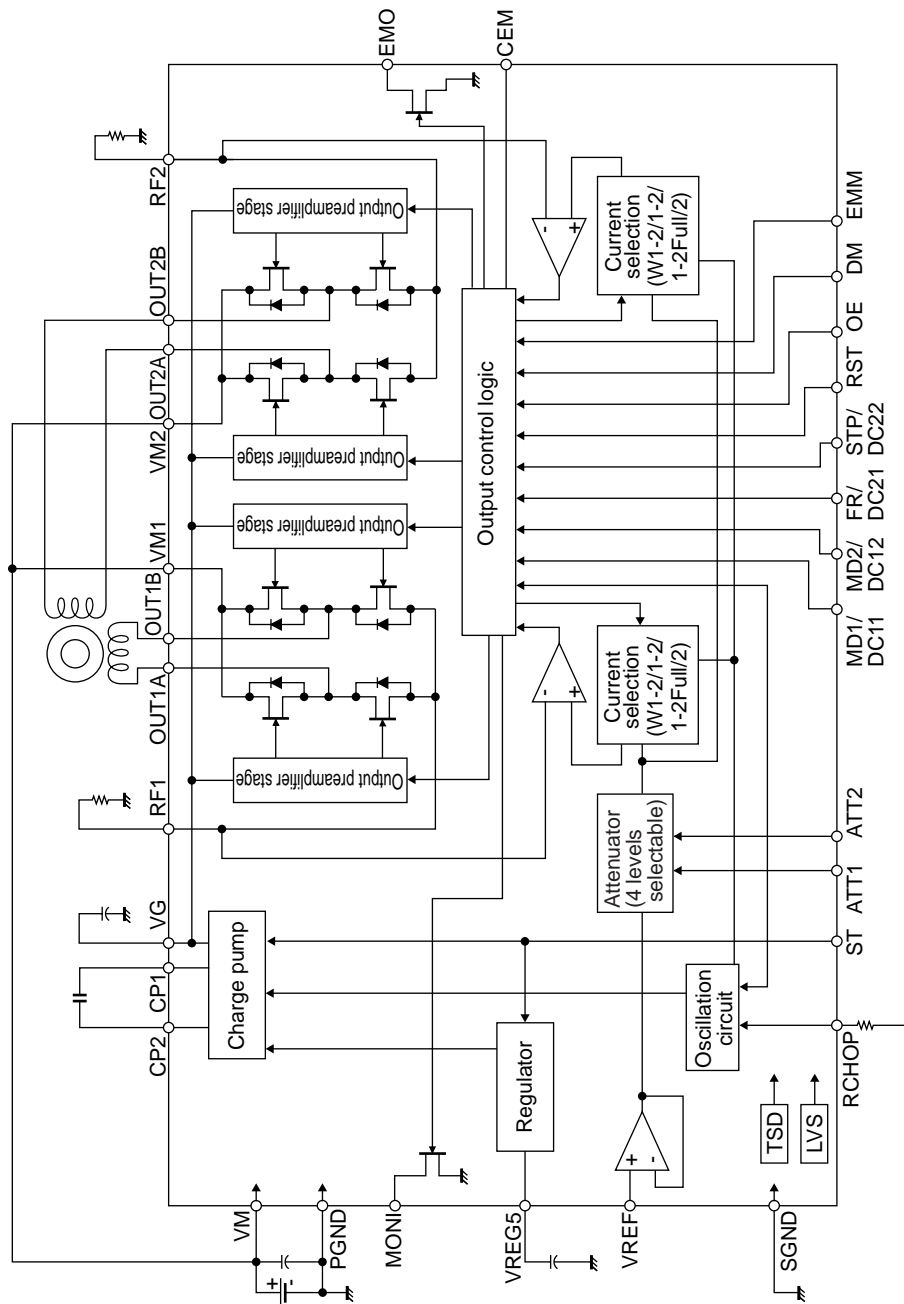 EMO
CEM
RF2
OUT2B
OUT2A
VM2
VM1
OUT1B
OUT1A
RF1
VG
CP1
CP2
VM
PGND
MONI
VREG5
VREF
SGND
+
-
Output preamplifier stage
Output preamplifier stage
Output preamplifier stage
Output preamplifier stage
Output control logic
Charge pump
Regulator
-
+
Current
selection
(W1-2/1-2/
1-2Full/2)
-
+
Current
selection
(W1-2/1-2/
1-2Full/2)
Attenuator
(4 levels
selectable)
Oscillation
circuit
+
-
TSD
LVS
EMM
DM
OE
RST
STP/
DC22
FR/
DC21
MD2/
DC12
MD1/
DC11
ATT2
ATT1
ST
RCHOP